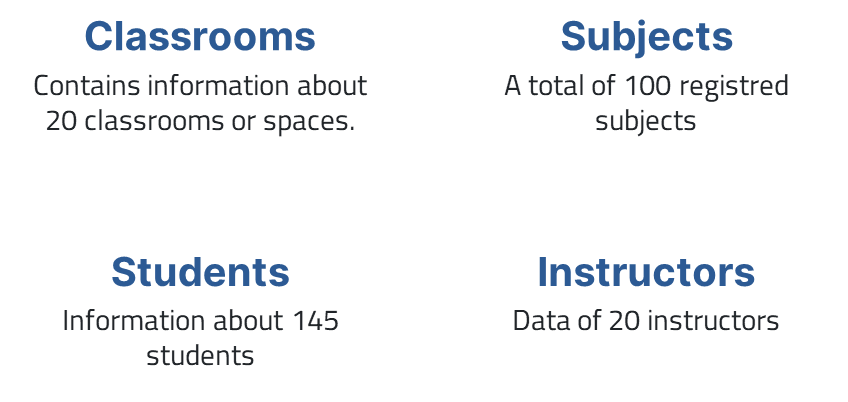 Classrooms
Contains information about
20 classrooms or spaces.
Subjects
A total of 100 registred
subjects
Students
Information about 145
students
Instructors
Data of 20 instructors